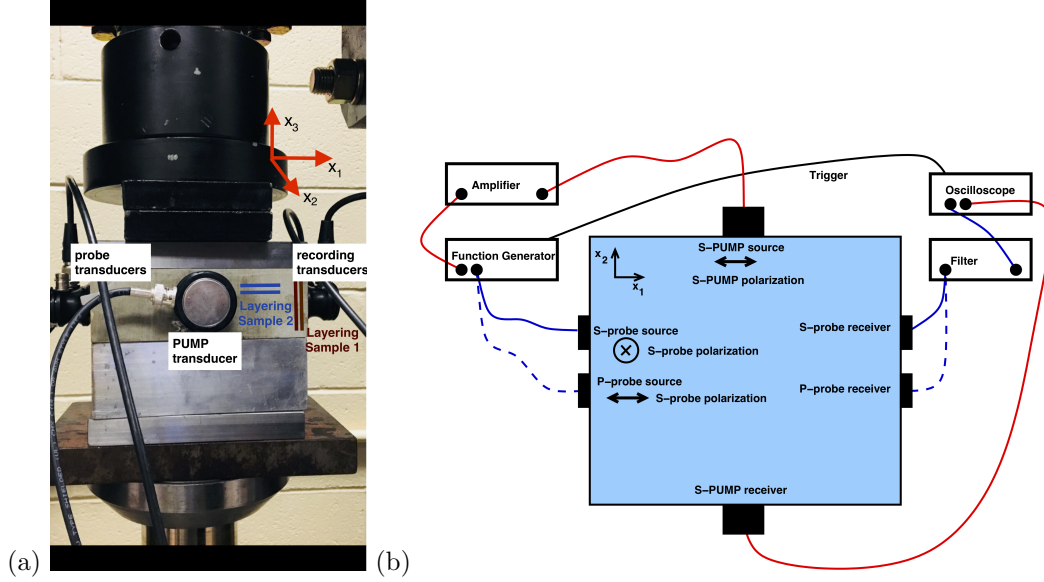 x3
x1
x2
probe
transducers
recording
transducers
Layering
Sample 2
Layering
Sample 1
PUMP
transducer
(a)
Amplifier
Trigger
Oscilloscope
Function Generator
Filter
S-PUMP source
S-PUMP polarization
x2
x1
S-probe source
S-probe polarization
S-probe receiver
P-probe source
S-probe polarization
P-probe receiver
S-PUMP receiver
(b)